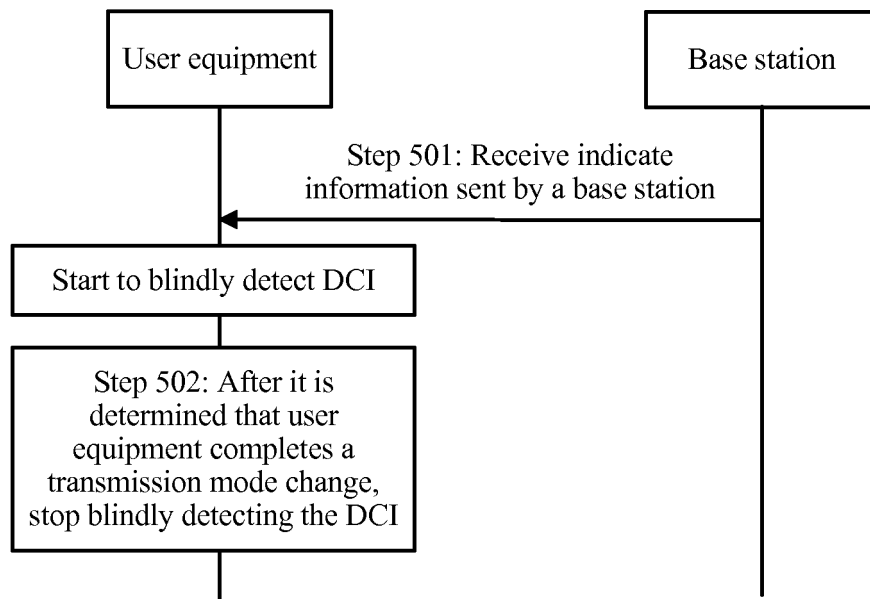 User equipment
Base station
Step 501: Receive indicate
information sent by a base station
Start to blindly detect DCI
Step 502: After it is
determined that user
equipment completes a
transmission mode change,
stop blindly detecting the DCI